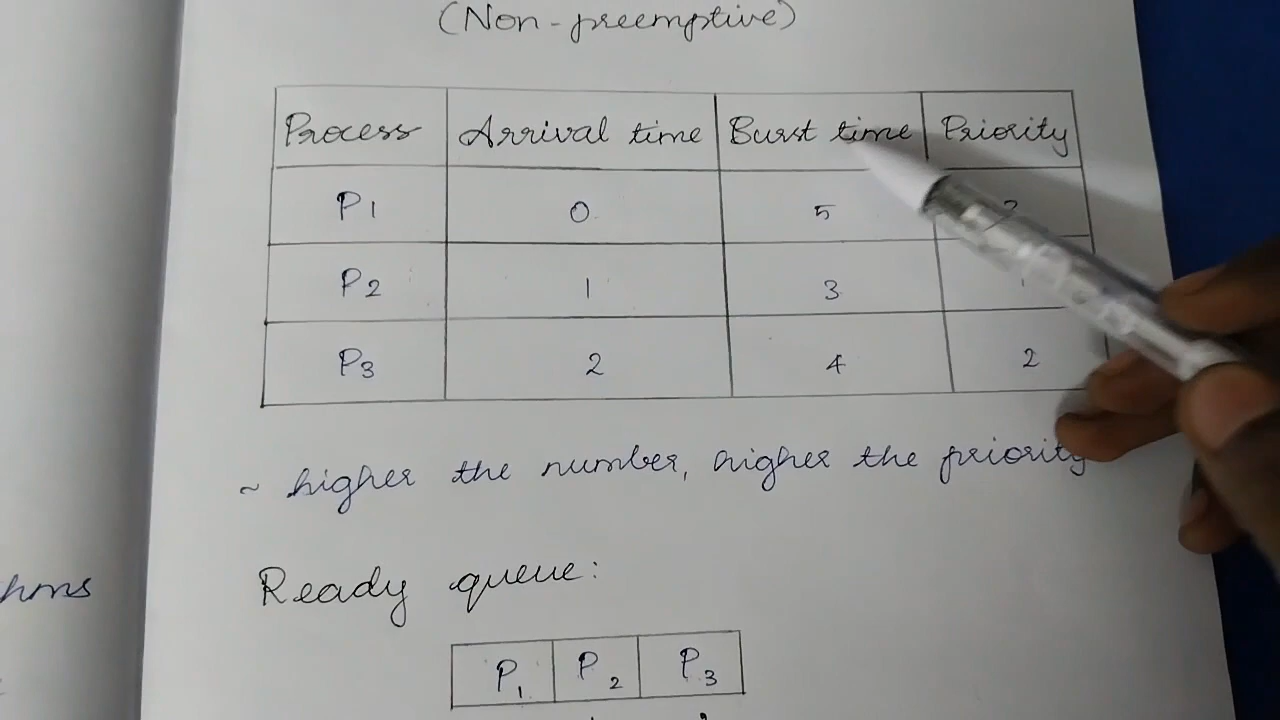 (Non-preemptive)
Process Arrival time Burst time Priority
P1 0 5
P2 1 3
P3 2 4 2
~ higher the number, higher the priority
hms
Ready queue:
P1 P2 P3